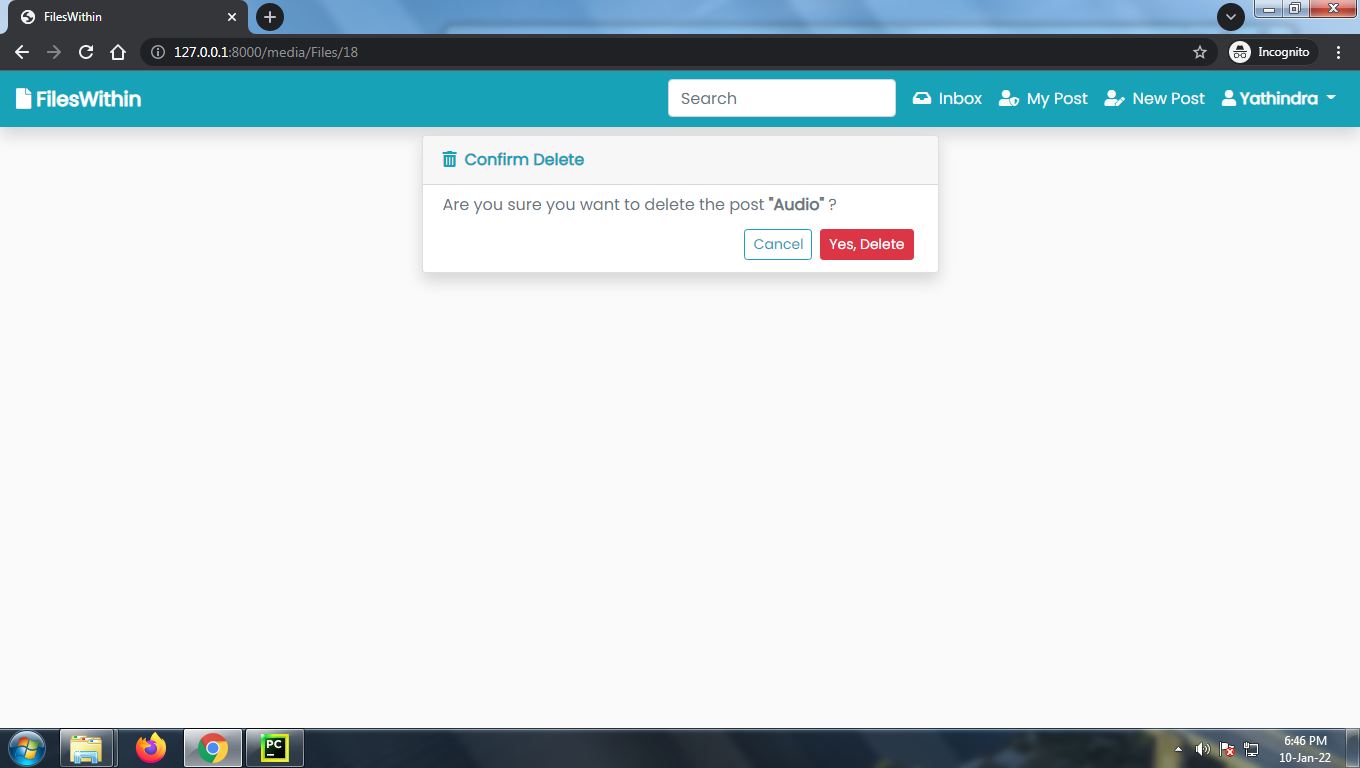 FilesWithin
127.0.0.1:8000/media/Files/18
Incognito
FilesWithin
Search
Inbox
My Post
New Post
Yathindra
Confirm Delete
Are you sure you want to delete the post "Audio" ?
Cancel
Yes, Delete
PC
6:46 PM
10-Jan-22